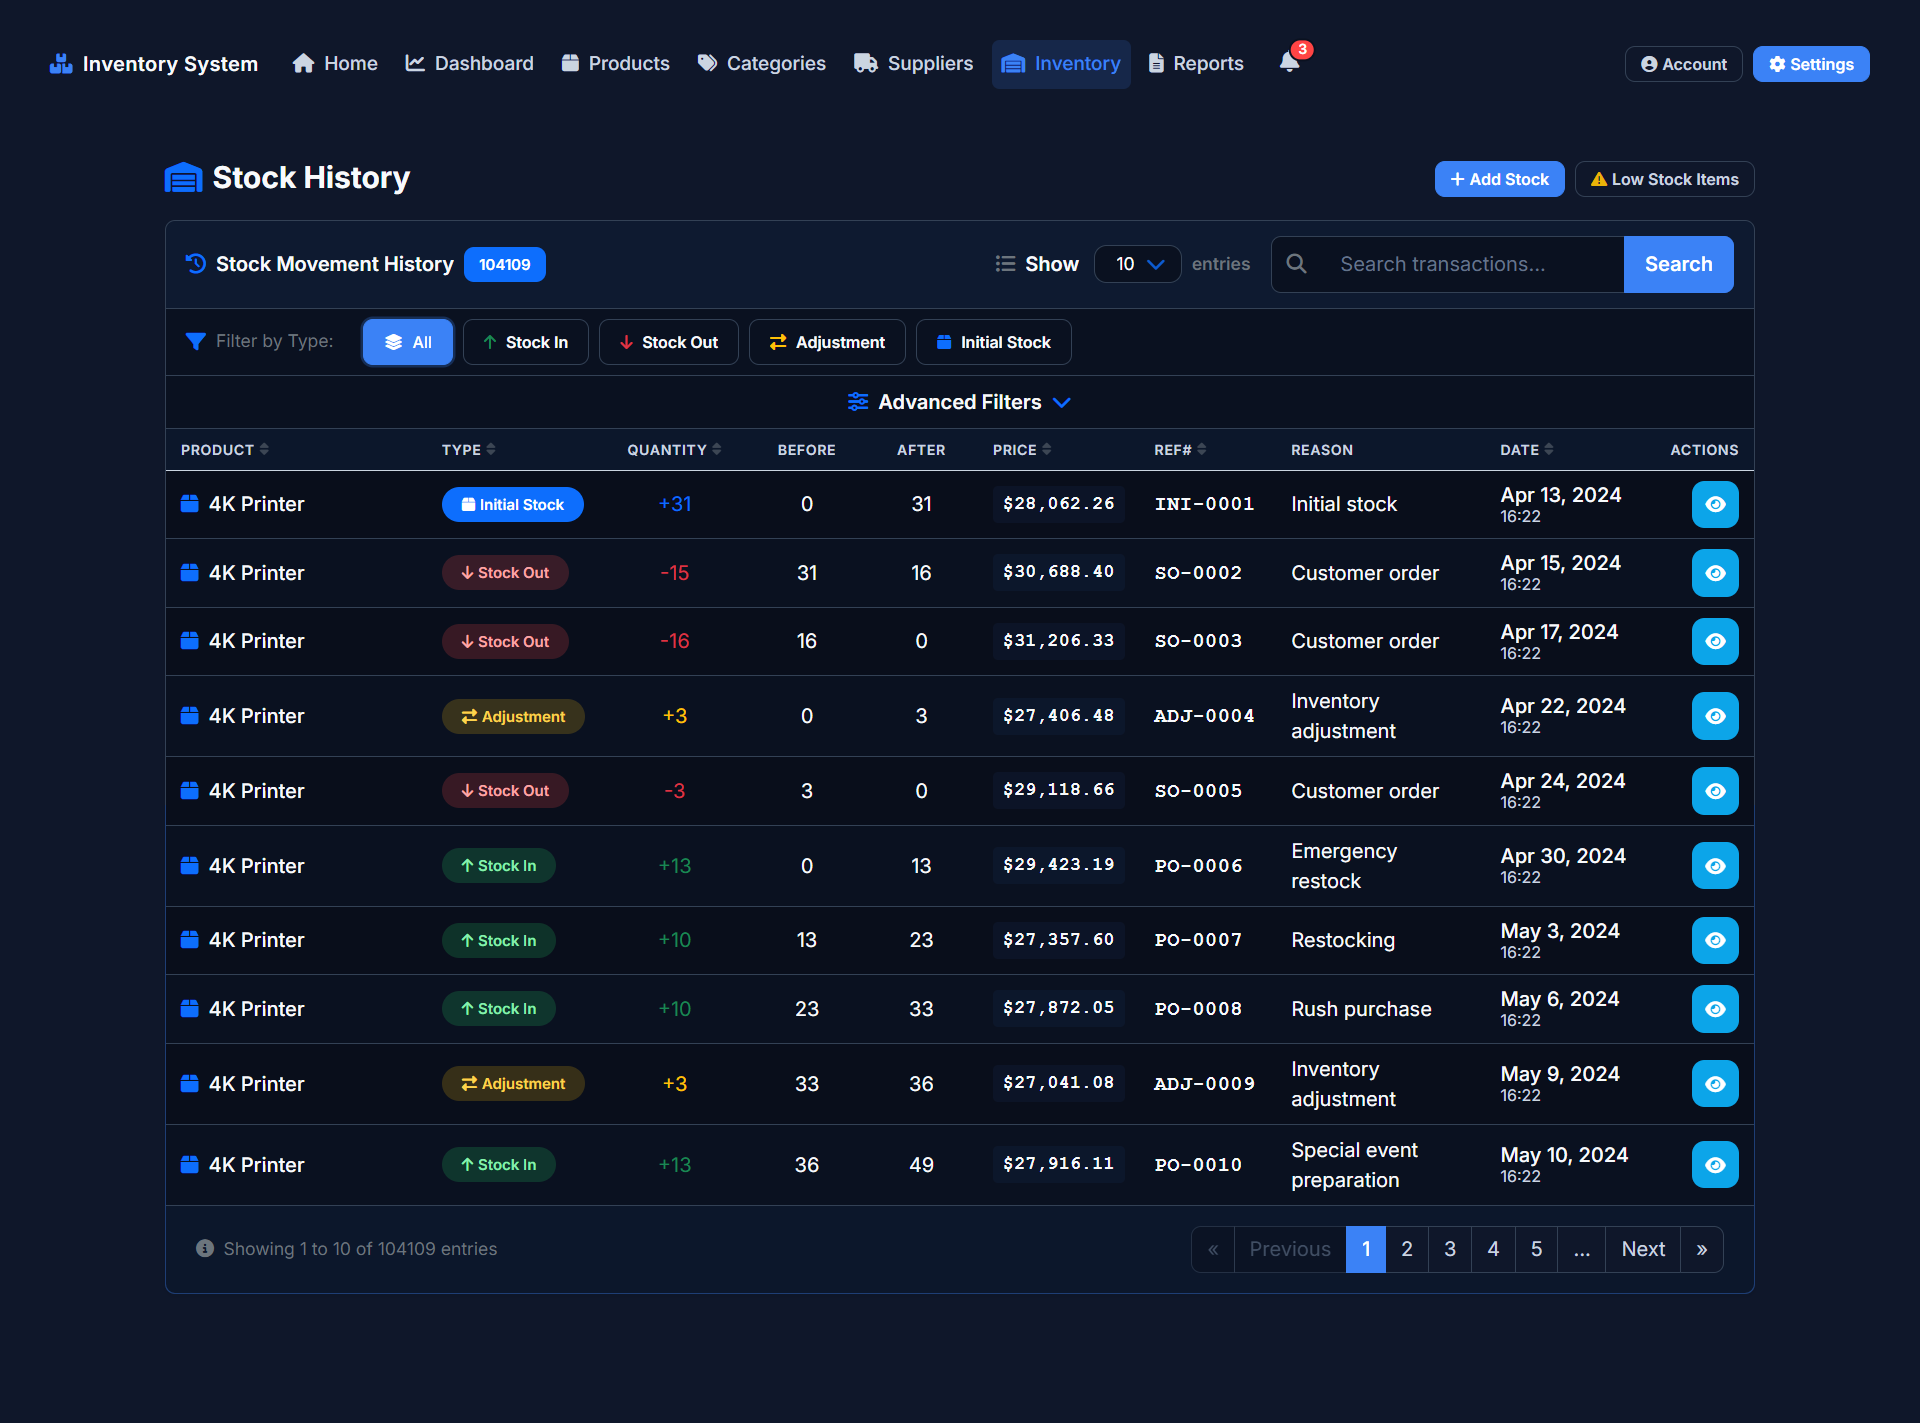 Inventory System Home Dashboard Products Categories Suppliers Inventory Reports 3 Account Settings
Stock History + Add Stock Low Stock Items
Stock Movement History 104109 Show 10 entries Search transactions... Search
Filter by Type: All Stock In Stock Out Adjustment Initial Stock
Advanced Filters
PRODUCT TYPE QUANTITY BEFORE AFTER PRICE REF# REASON DATE ACTIONS
4K Printer Initial Stock +31 0 31 $28,062.26 INI-0001 Initial stock Apr 13, 2024
16:22
4K Printer Stock Out -15 31 16 $30,688.40 SO-0002 Customer order Apr 15, 2024
16:22
4K Printer Stock Out -16 16 0 $31,206.33 SO-0003 Customer order Apr 17, 2024
16:22
4K Printer Adjustment +3 0 3 $27,406.48 ADJ-0004 Inventory adjustment Apr 22, 2024
16:22
4K Printer Stock Out -3 3 0 $29,118.66 SO-0005 Customer order Apr 24, 2024
16:22
4K Printer Stock In +13 0 13 $29,423.19 PO-0006 Emergency restock Apr 30, 2024
16:22
4K Printer Stock In +10 13 23 $27,357.60 PO-0007 Restocking May 3, 2024
16:22
4K Printer Stock In +10 23 33 $27,872.05 PO-0008 Rush purchase May 6, 2024
16:22
4K Printer Adjustment +3 33 36 $27,041.08 ADJ-0009 Inventory adjustment May 9, 2024
16:22
4K Printer Stock In +13 36 49 $27,916.11 PO-0010 Special event preparation May 10, 2024
16:22
Showing 1 to 10 of 104109 entries « Previous 1 2 3 4 5 ... Next »